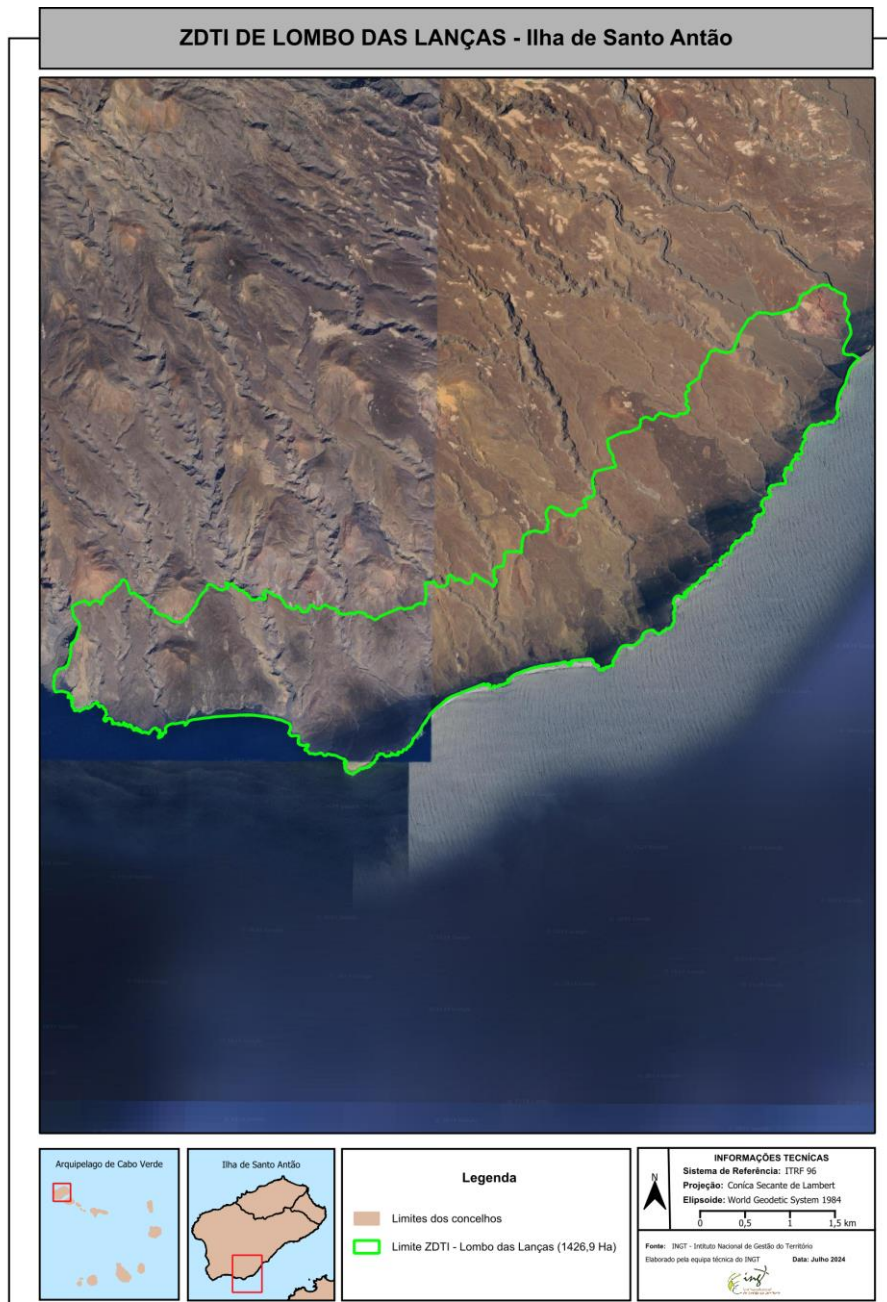 ZDTI DE LOMBO DAS LANÇAS - Ilha de Santo Antão
Arquipelago de Cabo Verde
Ilha de Santo Antão
Legenda
Limites dos concelhos
Limite ZDTI - Lombo das Lanças (1426,9 Ha)
N
INFORMAÇÕES TECNÍCAS
Sistema de Referência: ITRF 96
Projeção: Coníca Secante de Lambert
Elipsoide: World Geodetic System 1984
0 0,5 1 1,5 km
Fonte: INGT - Intituto Nacional de Gestão do Território
Elaborado pela equipa técnica do INGT Data: Julho 2024
ingt